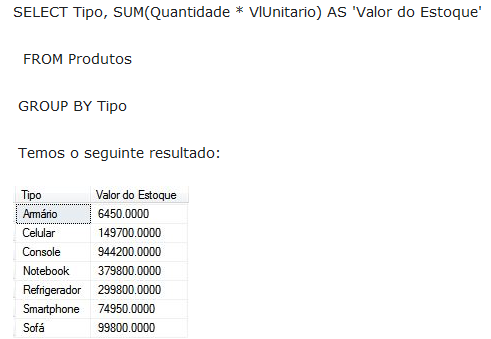 SELECT Tipo, SUM(Quantidade * VlUnitario) AS 'Valor do Estoque'
FROM Produtos
GROUP BY Tipo
Temos o seguinte resultado:
Tipo Valor do Estoque
Armário 6450.0000
Celular 149700.0000
Console 944200.0000
Notebook 379800.0000
Refrigerador 299800.0000
Smartphone 74950.0000
Sofá 99800.0000